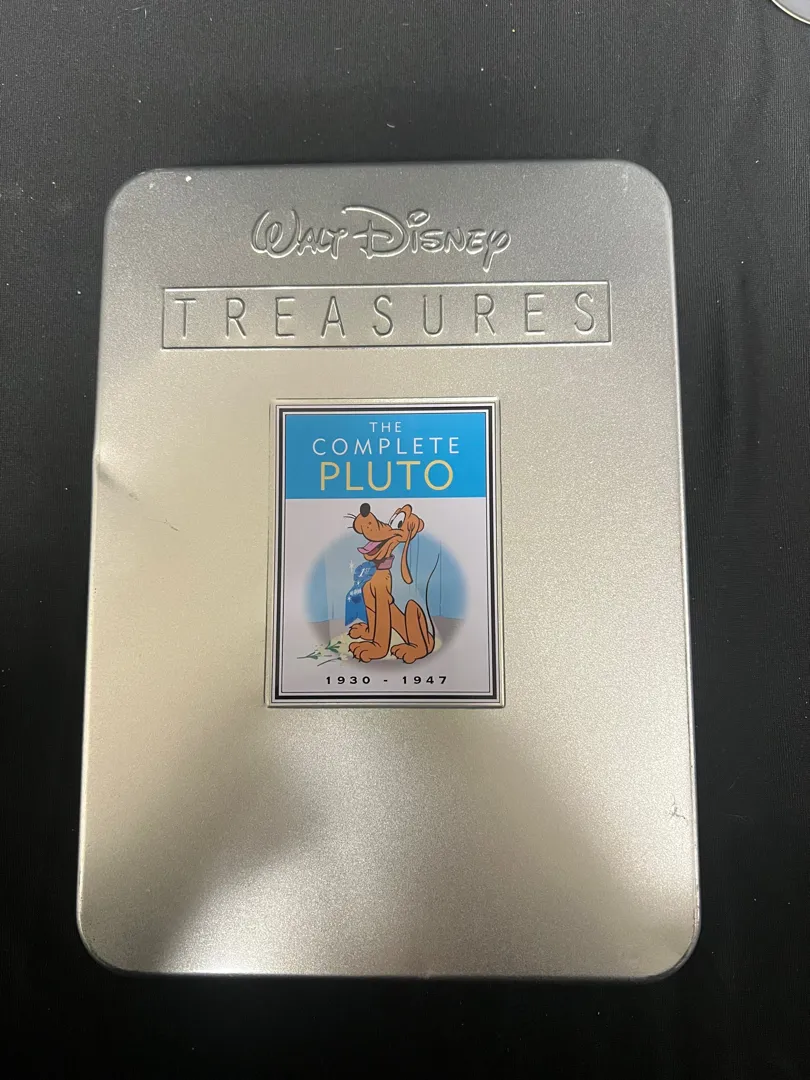 Walt Disney
TREASURES
THE
COMPLETE
PLUTO
1930 - 1947